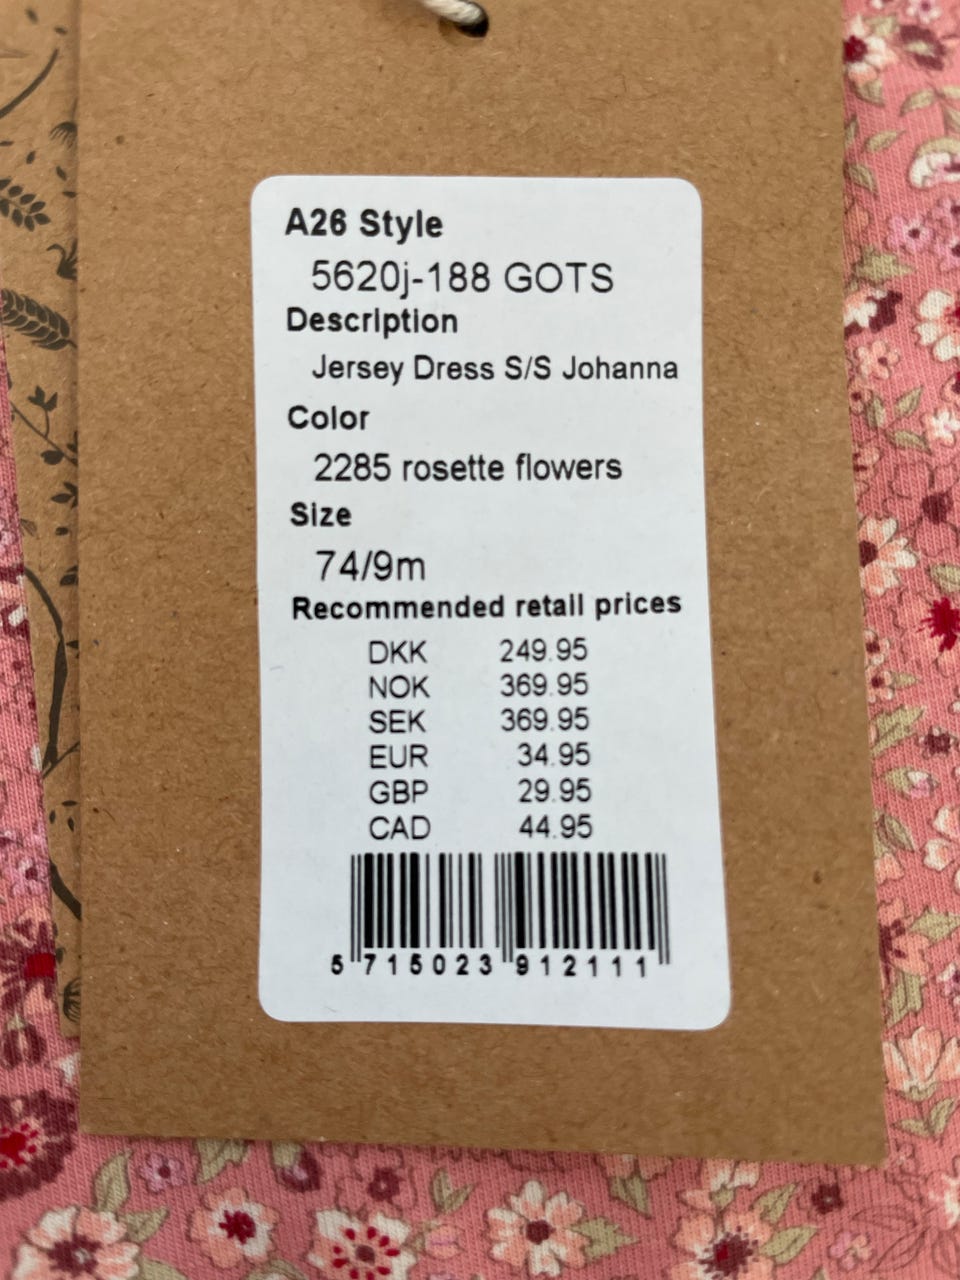 A26 Style
5620j-188 GOTS
Description
Jersey Dress S/S Johanna
Color
2285 rosette flowers
Size
74/9m
Recommended retail prices
DKK 249.95
NOK 369.95
SEK 369.95
EUR 34.95
GBP 29.95
CAD 44.95
5 715023 912111